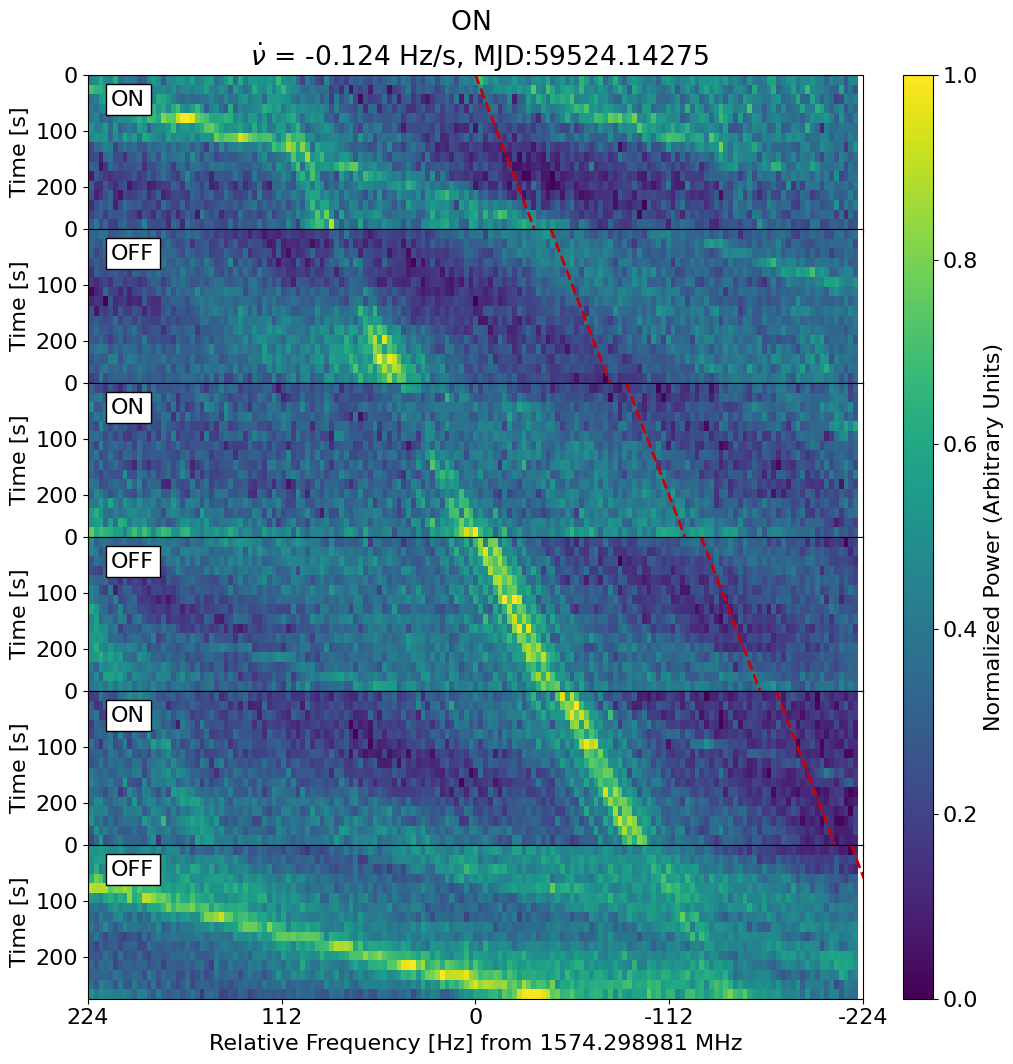 ON
ν̇ = -0.124 Hz/s, MJD:59524.14275
0
ON
100
200
Time [s]
0
OFF
100
200
Time [s]
0
ON
100
200
Time [s]
0
OFF
100
200
Time [s]
0
ON
100
200
Time [s]
0
OFF
100
200
Time [s]
224 112 0 -112 -224
Relative Frequency [Hz] from 1574.298981 MHz
1.0
0.8
0.6
0.4
0.2
0.0
Normalized Power (Arbitrary Units)